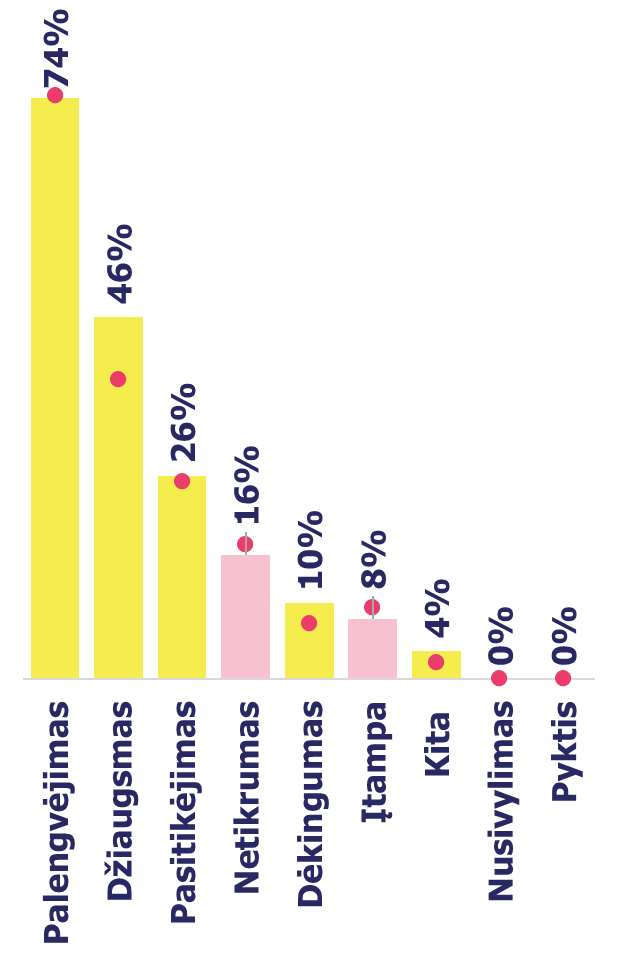 74%
46%
26%
16%
10%
8%
4%
0%
0%
Palengvėjimas
Džiaugsmas
Pasitikėjimas
Netikrumas
Dėkingumas
Įtampa
Kita
Nusivylimas
Pyktis